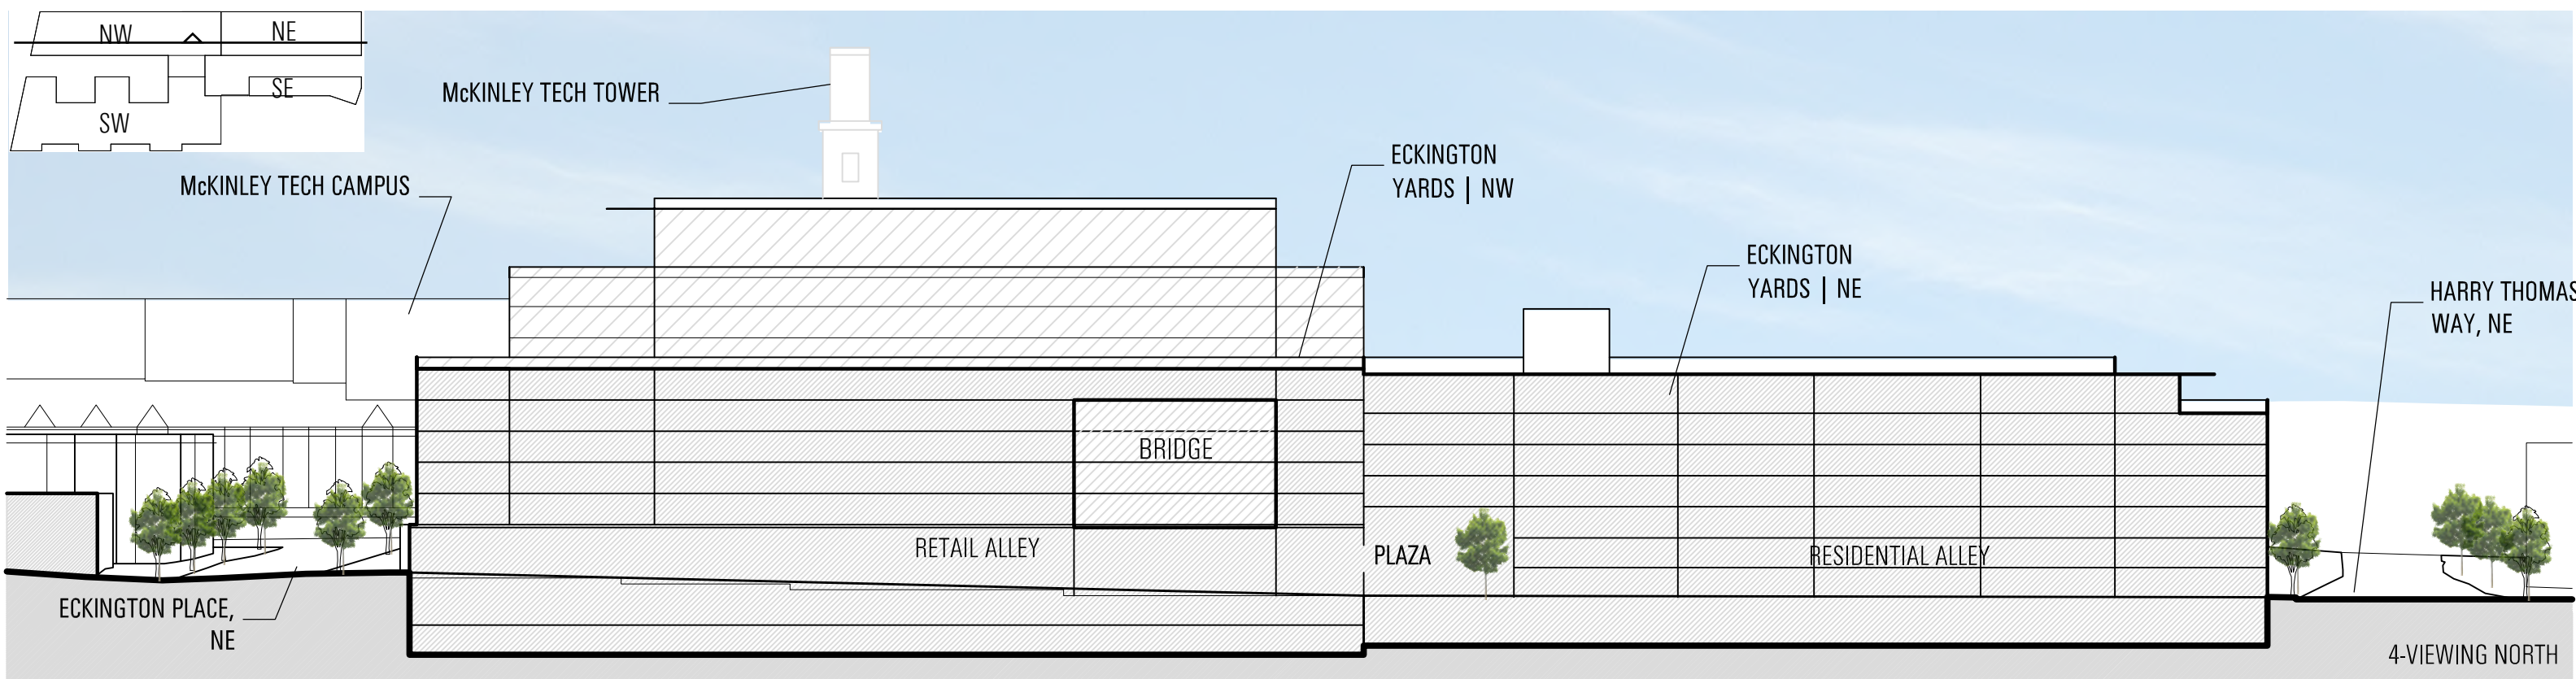 NW
NE
SE
SW
McKINLEY TECH TOWER
McKINLEY TECH CAMPUS
ECKINGTON
YARDS | NW
ECKINGTON
YARDS | NE
HARRY THOMAS
WAY, NE
BRIDGE
RETAIL ALLEY
PLAZA
RESIDENTIAL ALLEY
ECKINGTON PLACE,
NE
4-VIEWING NORTH